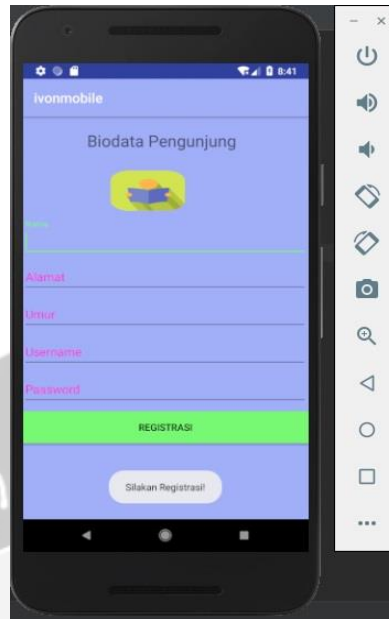 8:41
ivonmobile
Biodata Pengunjung
Nama
Alamat
Umur
Username
Password
REGISTRASI
Silakan Registrasi!